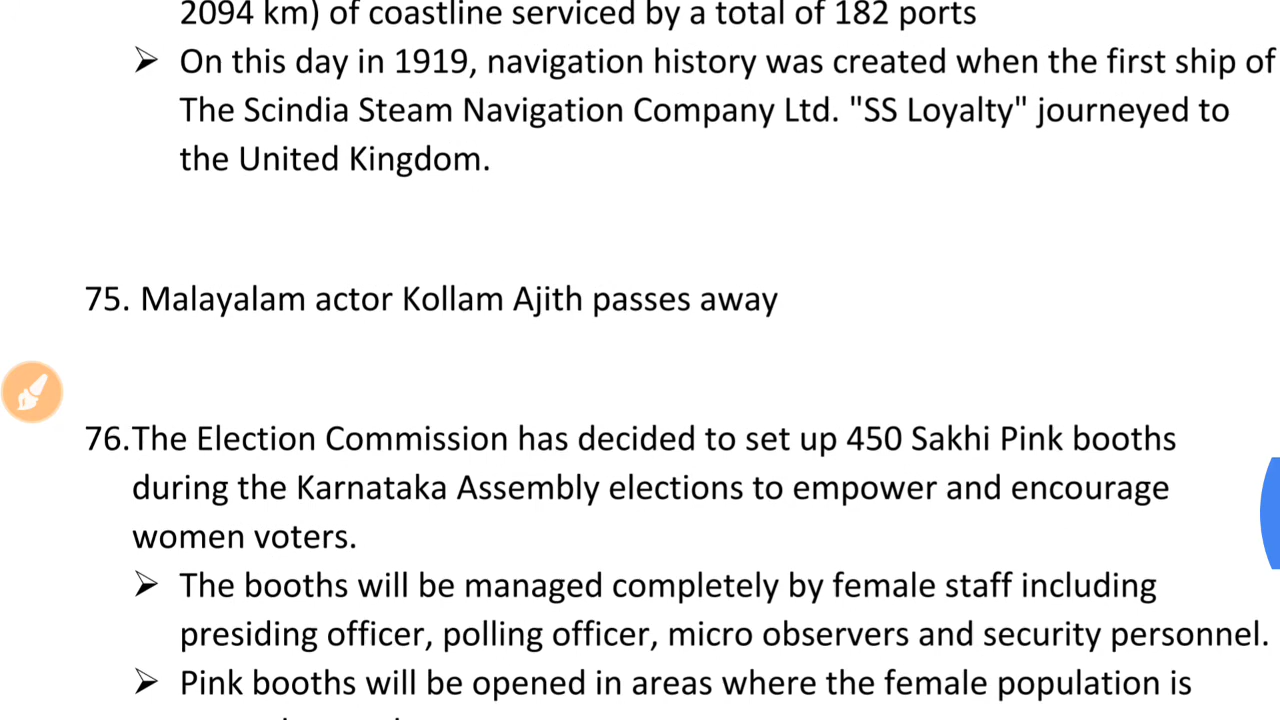 2094 km) of coastline serviced by a total of 182 ports
➢ On this day in 1919, navigation history was created when the first ship of
The Scindia Steam Navigation Company Ltd. "SS Loyalty" journeyed to
the United Kingdom.
75. Malayalam actor Kollam Ajith passes away
76.The Election Commission has decided to set up 450 Sakhi Pink booths
during the Karnataka Assembly elections to empower and encourage
women voters.
➢ The booths will be managed completely by female staff including
presiding officer, polling officer, micro observers and security personnel.
➢ Pink booths will be opened in areas where the female population is